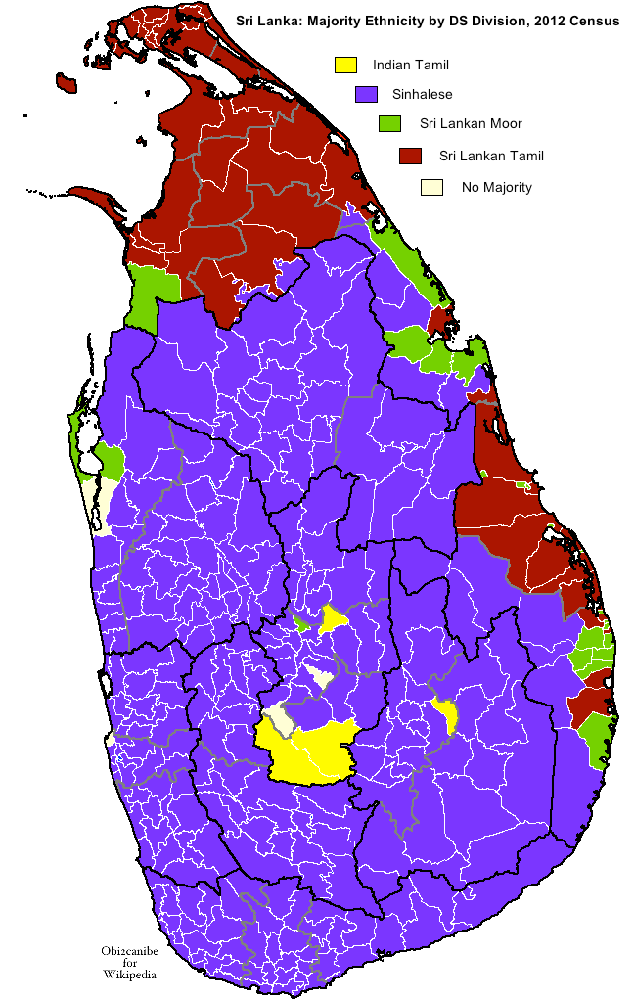 Sri Lanka: Majority Ethnicity by DS Division, 2012 Census
Indian Tamil
Sinhalese
Sri Lankan Moor
Sri Lankan Tamil
No Majority
Obi2canibe
for
Wikipedia